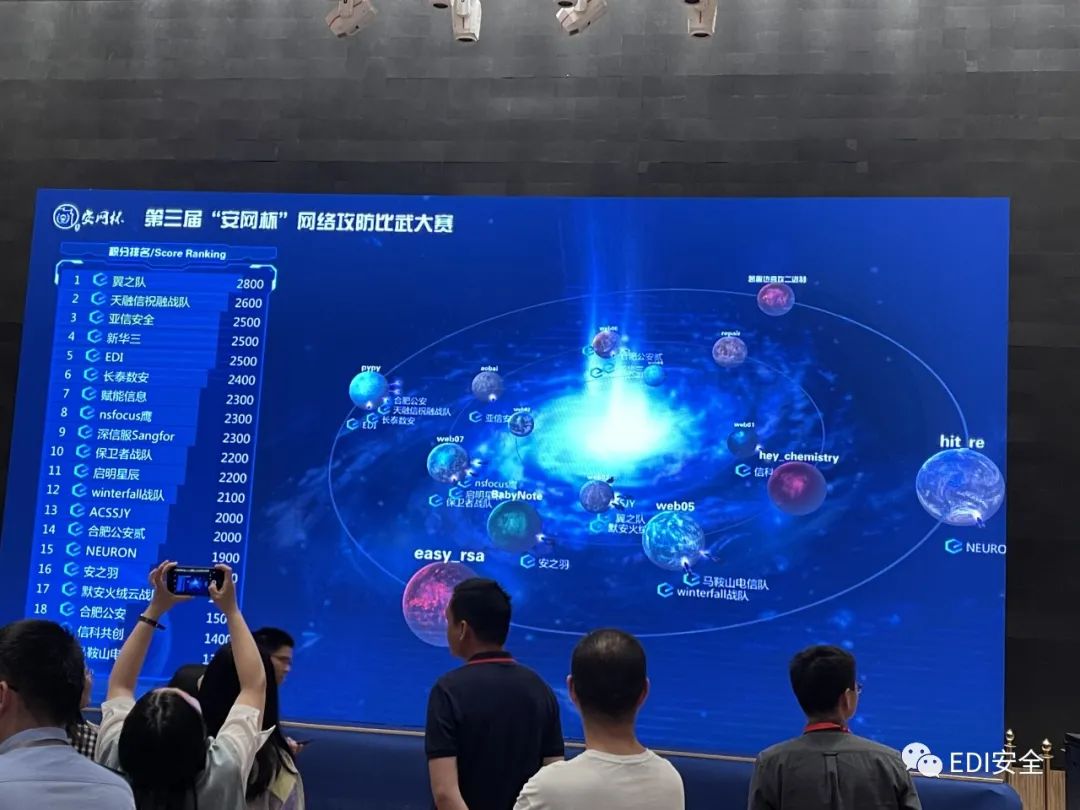 安网杯 第三届“安网�”网络攻防比武大赛
积分排名/Score Ranking
1 翼之队 2800
2 天融信祝融战队 2600
3 亚信安全 2500
4 新华三 2500
5 EDI 2500
6 长泰数安 2400
7 赋能信息 2300
8 nsfocus鹰 2300
9 深信服Sangfor 2300
10 保卫者战队 2200
11 启明星辰 2200
12 winterfall战队 2100
13 ACSSJY 2000
14 合肥公安贰 2000
15 NEURON 1900
16 安之羽
17 默安火绒云战
18 合肥公安
信科共创
马鞍山电
pypy
合肥公安
天融信祝融战队
长泰数安
EDI
aobai
亚信安
web02
web07
nsfocus鹰
启明
保卫者战队
BabyNote
安之羽
easy_rsa
合肥公安贰
web01
信科
hey_chemistry
SJY
翼之队
默安火绒
web05
马鞍山电信队
winterfall战队
hit_re
NEURO
EDI安全